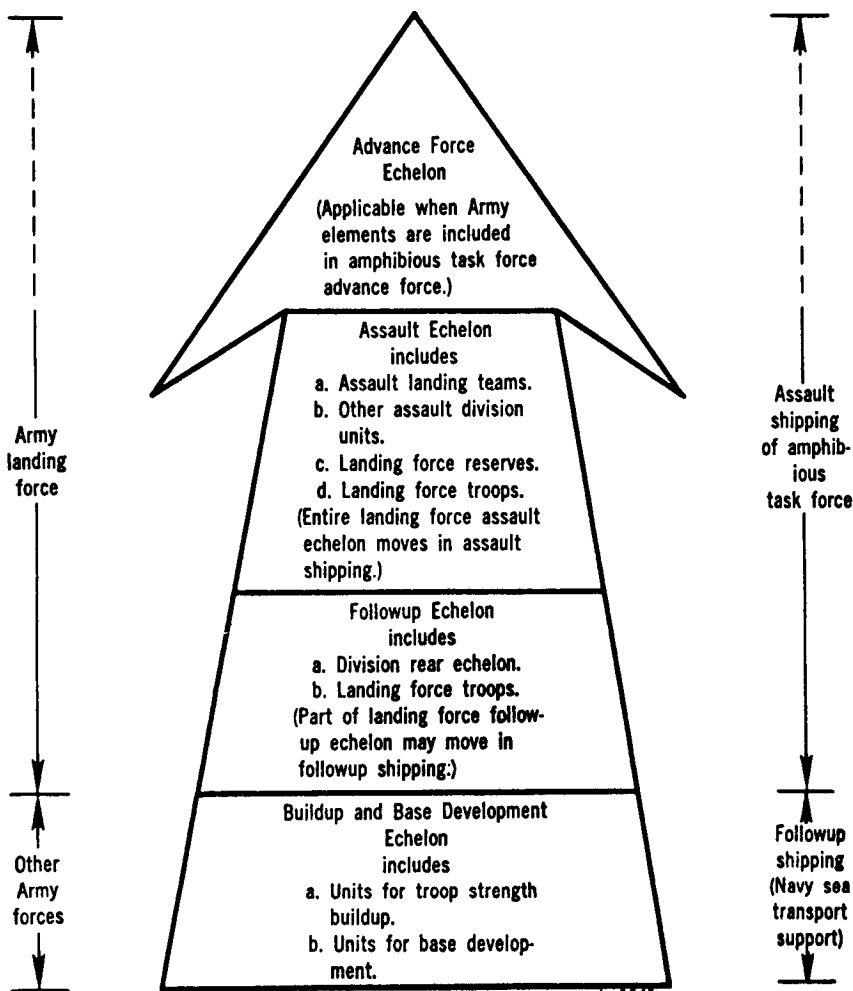 Advance Force
Echelon
(Applicable when Army
elements are included
in amphibious task force
advance force.)
Assault Echelon
includes
a. Assault landing teams.
b. Other assault division
units.
c. Landing force reserves.
d. Landing force troops.
(Entire landing force assault
echelon moves in assault
shipping.)
Followup Echelon
includes
a. Division rear echelon.
b. Landing force troops.
(Part of landing force follow-
up echelon may move in
followup shipping:)
Buildup and Base Development
Echelon
includes
a. Units for troop strength
buildup.
b. Units for base develop-
ment.
Army
landing
force
Other
Army
forces
Assault
shipping
of amphib-
ious
task force
Followup
shipping
(Navy sea
transport
support)